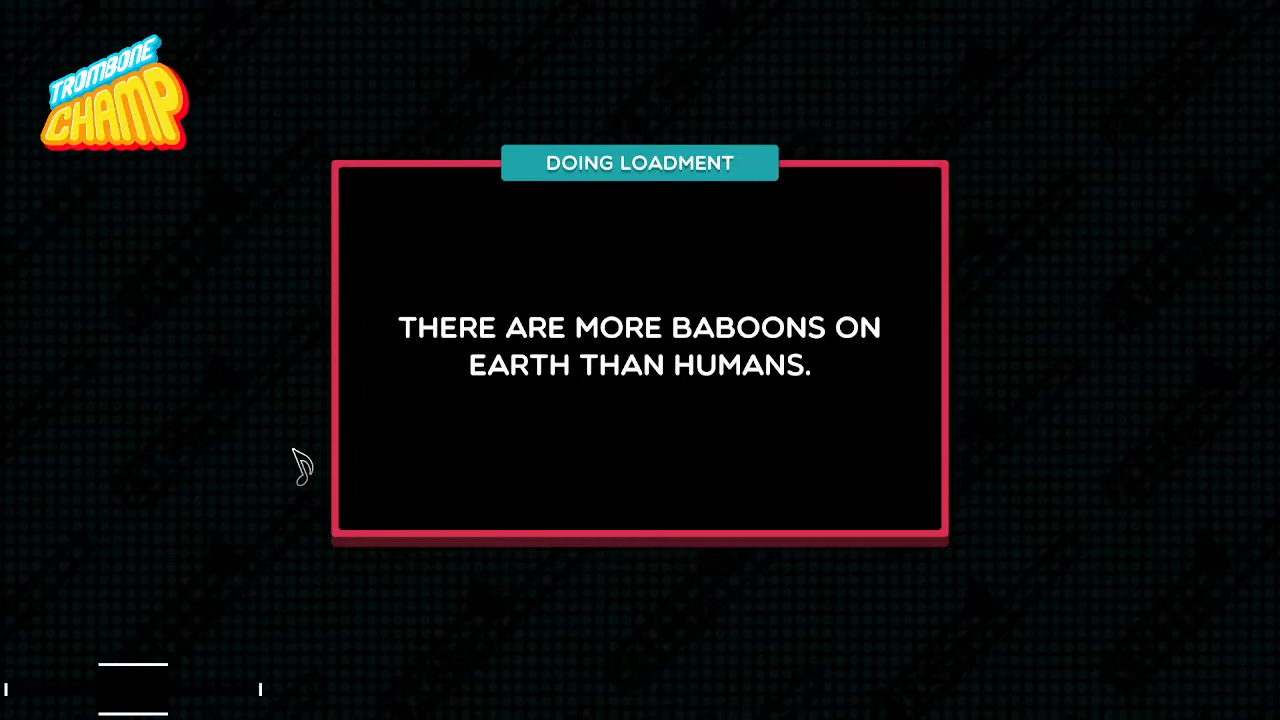 TROMBONE
CHAMP
DOING LOADMENT
THERE ARE MORE BABOONS ON
EARTH THAN HUMANS.